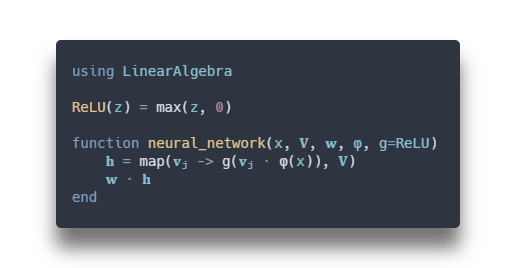 using LinearAlgebra
ReLU(z) = max(z, 0)
function neural_network(x, 𝐕, 𝐰, φ, g=ReLU)
𝐡 = map(𝐯ⱼ -> g(𝐯ⱼ ⋅ φ(x)), 𝐕)
𝐰 ⋅ 𝐡
end